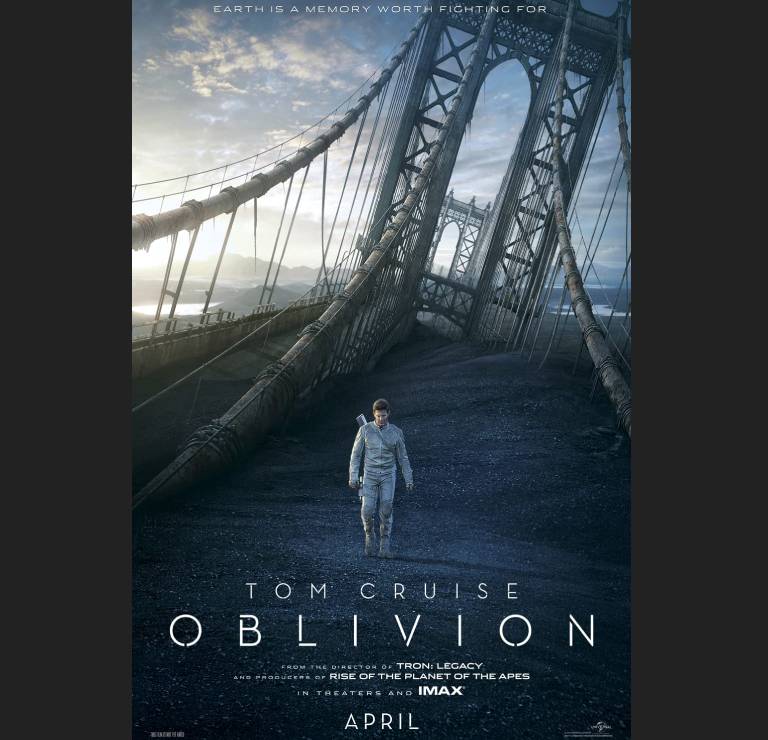 EARTH IS A MEMORY WORTH FIGHTING FOR
TOM CRUISE
OBLIVION
FROM THE DIRECTOR OF TRON: LEGACY
AND PRODUCERS OF RISE OF THE PLANET OF THE APES
IN THEATERS AND IMAX
APRIL
UNIVERSAL